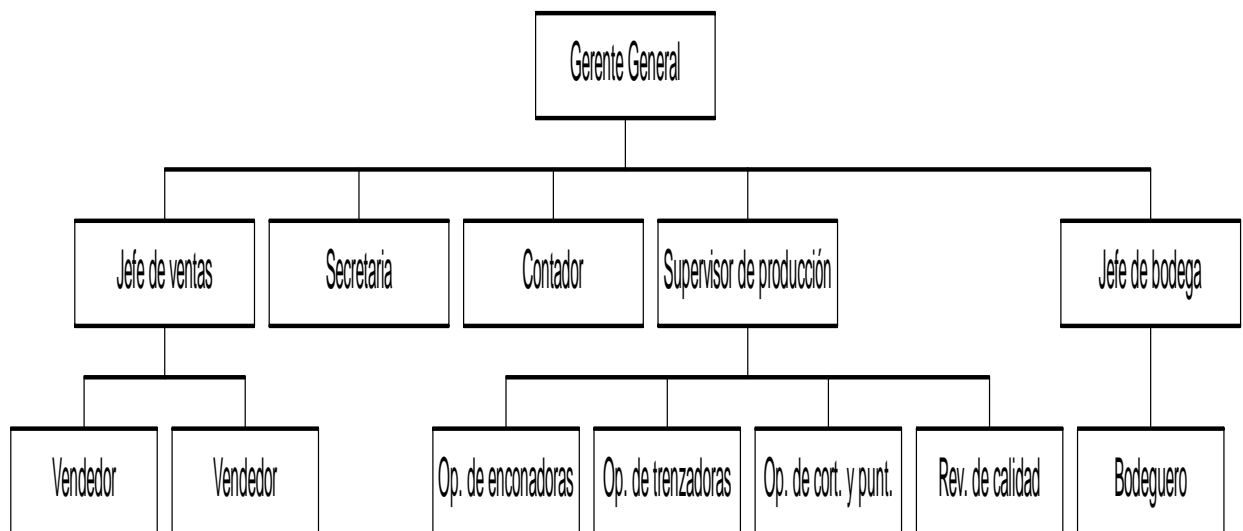 Gerente General
Jefe de ventas
Secretaria
Contador
Supervisor de producción
Jefe de bodega
Vendedor
Vendedor
Op. de enconadoras
Op. de trenzadoras
Op. de cort. y punt.
Rev. de calidad
Bodeguero